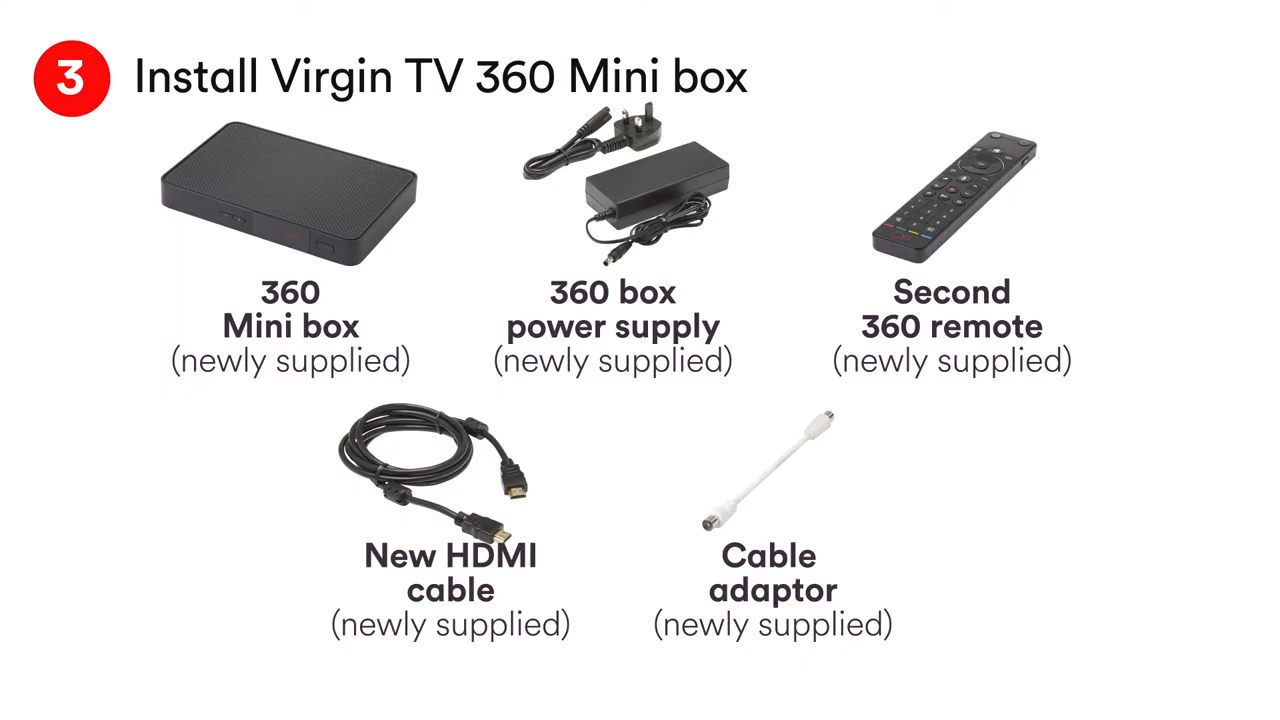 3
Install Virgin TV 360 Mini box
360
Mini box
(newly supplied)
360 box
power supply
(newly supplied)
Second
360 remote
(newly supplied)
New HDMI
cable
(newly supplied)
Cable
adaptor
(newly supplied)